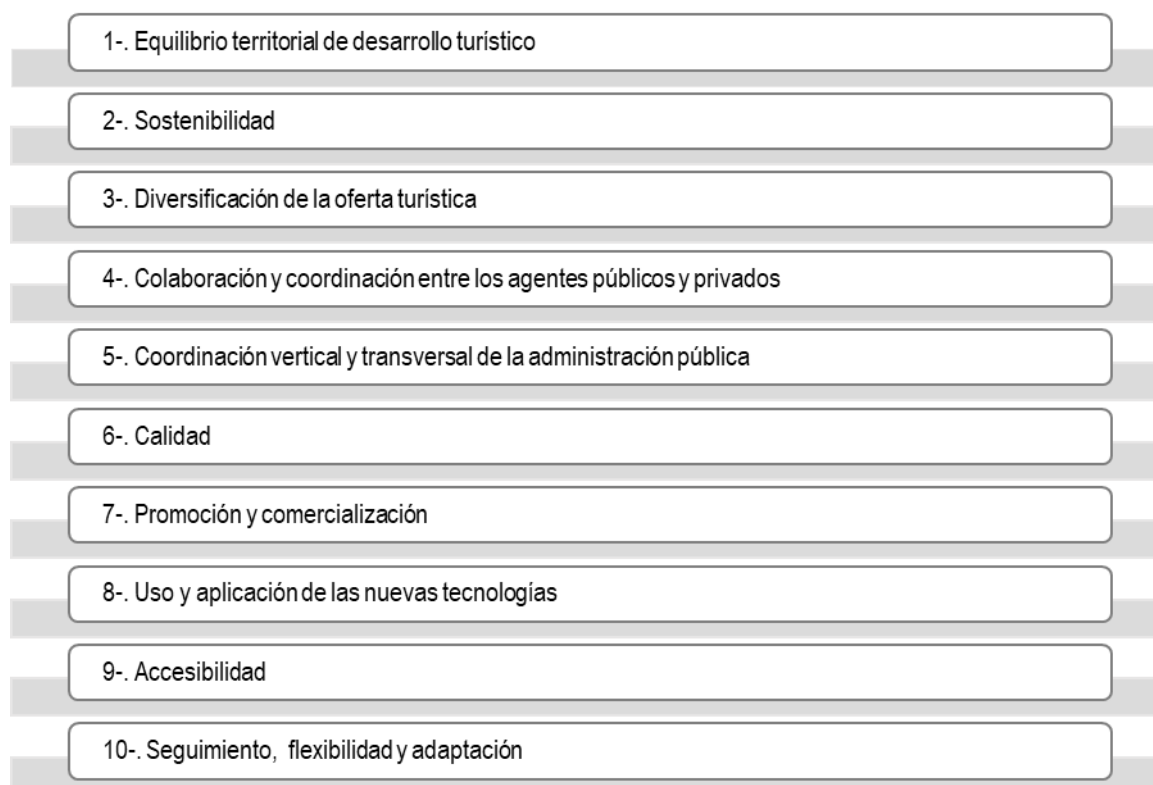 1-. Equilibrio territorial de desarrollo turístico
2-. Sostenibilidad
3-. Diversificación de la oferta turística
4-. Colaboración y coordinación entre los agentes públicos y privados
5-. Coordinación vertical y transversal de la administración pública
6-. Calidad
7-. Promoción y comercialización
8-. Uso y aplicación de las nuevas tecnologías
9-. Accesibilidad
10-. Seguimiento, flexibilidad y adaptación